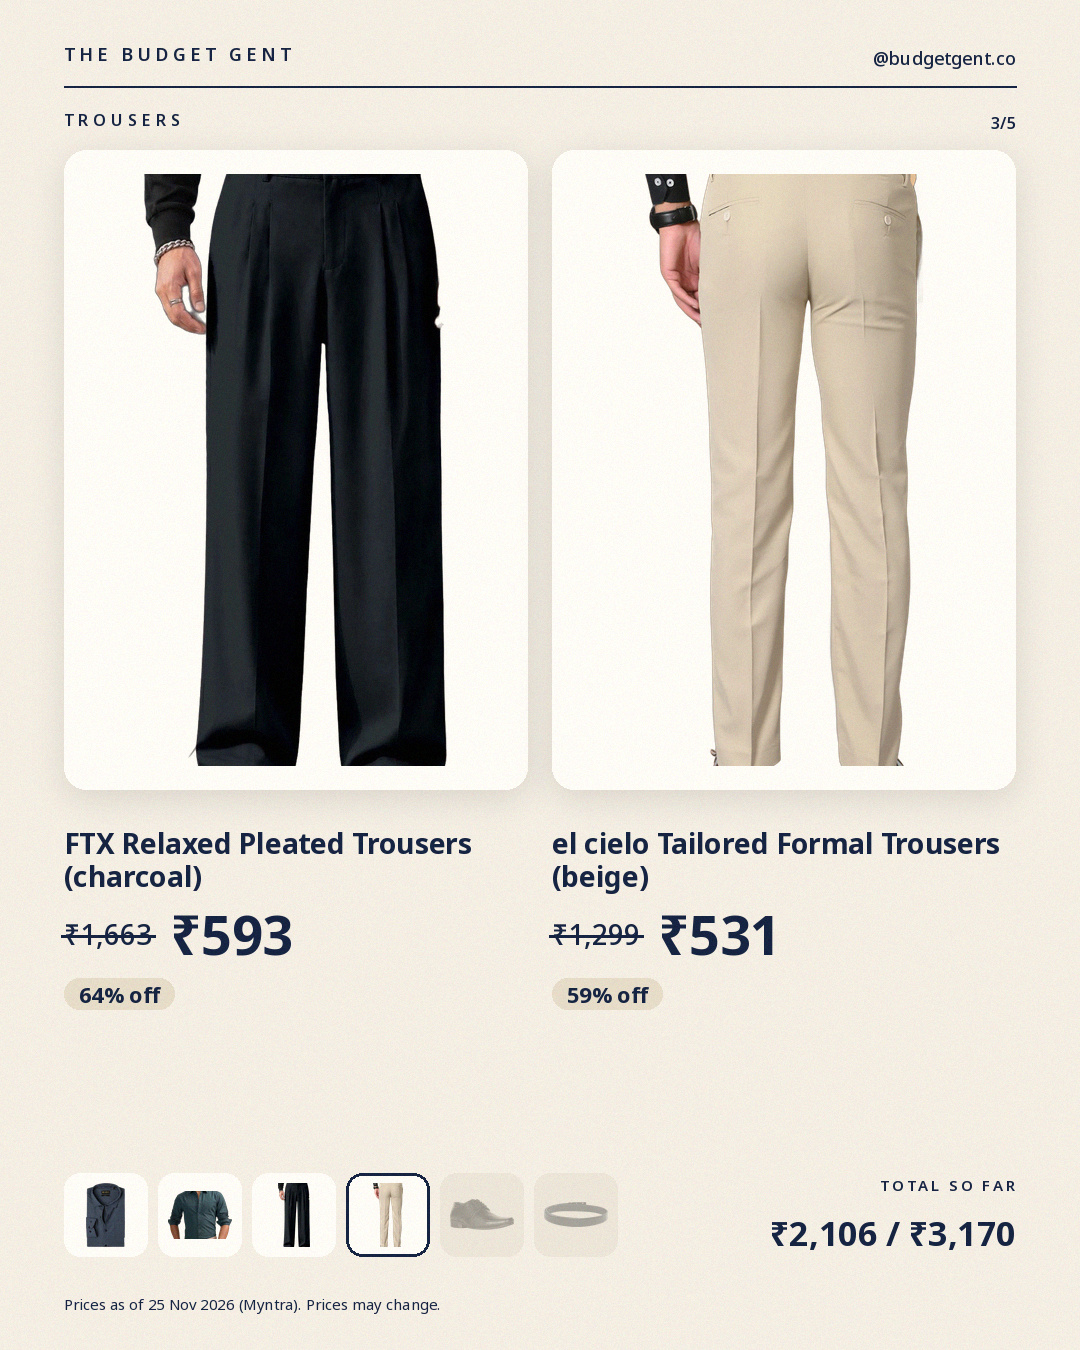 THE BUDGET GENT
@budgetgent.co
TROUSERS
3/5
FTX Relaxed Pleated Trousers
(charcoal)
₹1,663 ₹593
64% off
el cielo Tailored Formal Trousers
(beige)
₹1,299 ₹531
59% off
TOTAL SO FAR
₹2,106 / ₹3,170
Prices as of 25 Nov 2026 (Myntra). Prices may change.